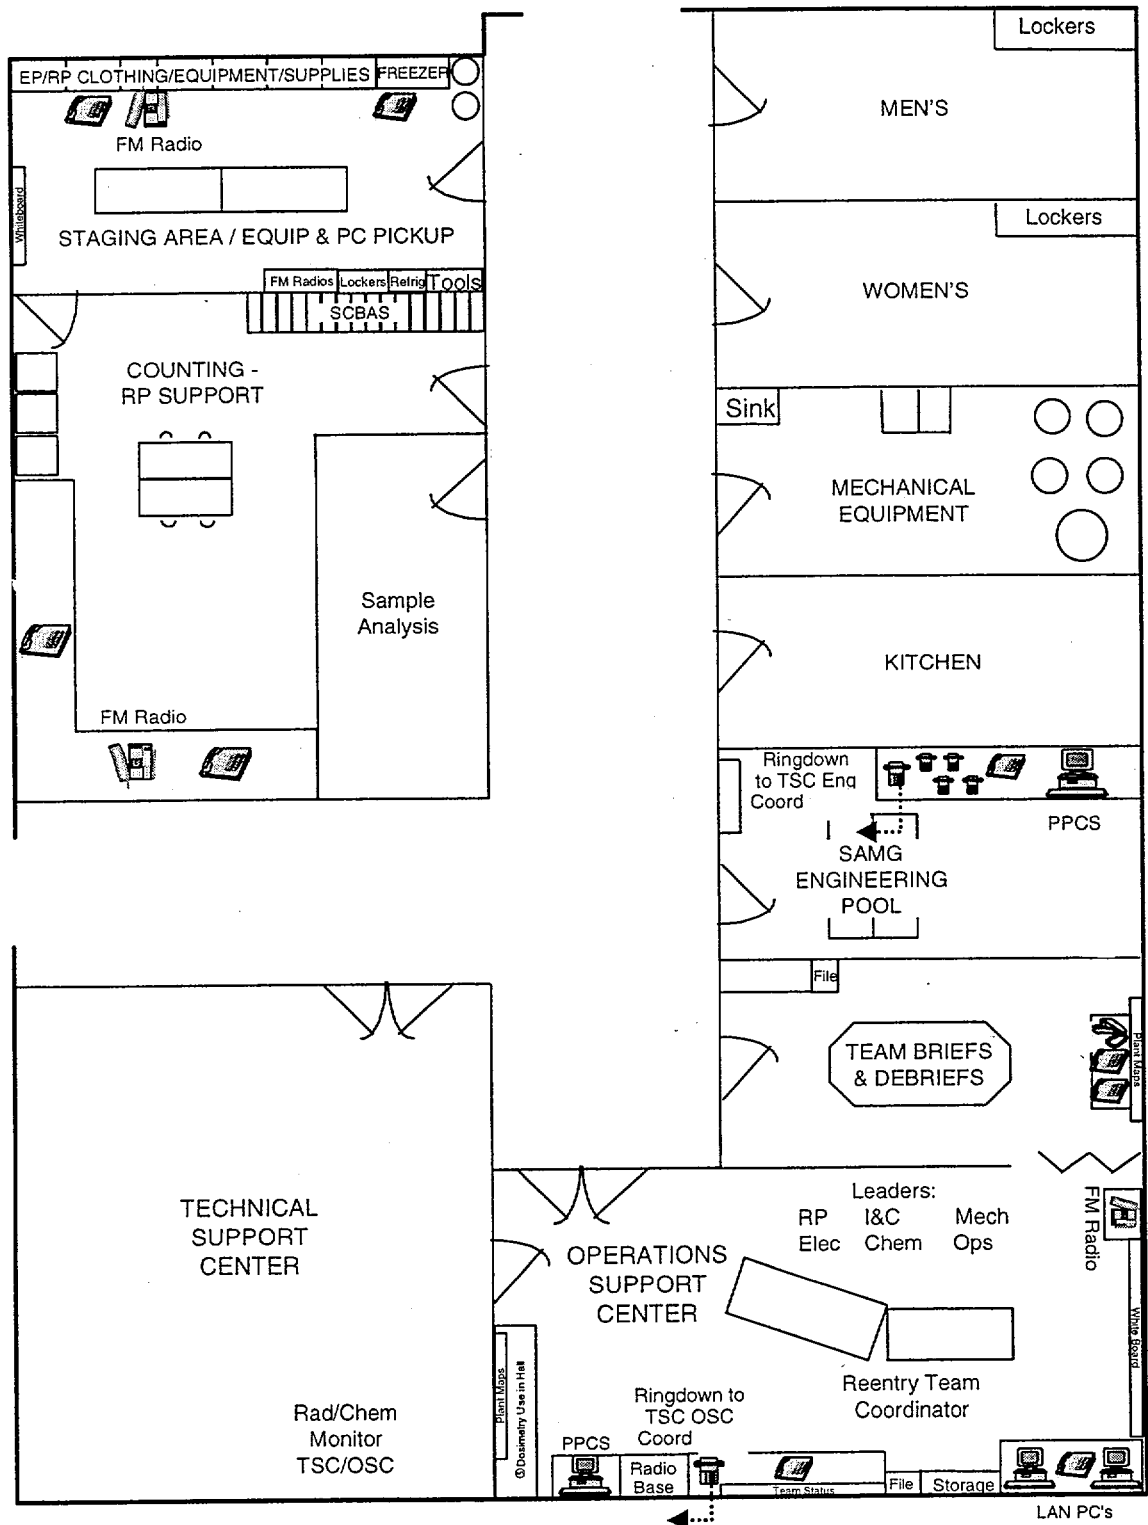 Lockers
EP/RP CLOTHING/EQUIPMENT/SUPPLIES
FREEZER
FM Radio
MEN'S
Whiteboard
STAGING AREA / EQUIP & PC PICKUP
Lockers
FM Radios
Lockers
Refrig
Tools
SCBAS
WOMEN'S
COUNTING -
RP SUPPORT
Sink
MECHANICAL
EQUIPMENT
Sample
Analysis
KITCHEN
FM Radio
Ringdown
to TSC Eng
Coord
PPCS
SAMG
ENGINEERING
POOL
File
TEAM BRIEFS
& DEBRIEFS
Plant Maps
TECHNICAL
SUPPORT
CENTER
Leaders:
RP I&C Mech
Elec Chem Ops
FM Radio
OPERATIONS
SUPPORT
CENTER
White Board
Plant Maps
Dosimetry Use in Hall
Reentry Team
Coordinator
Rad/Chem
Monitor
TSC/OSC
Ringdown to
TSC OSC
Coord
PPCS
Radio
Base
Team Status
File
Storage
LAN PC's